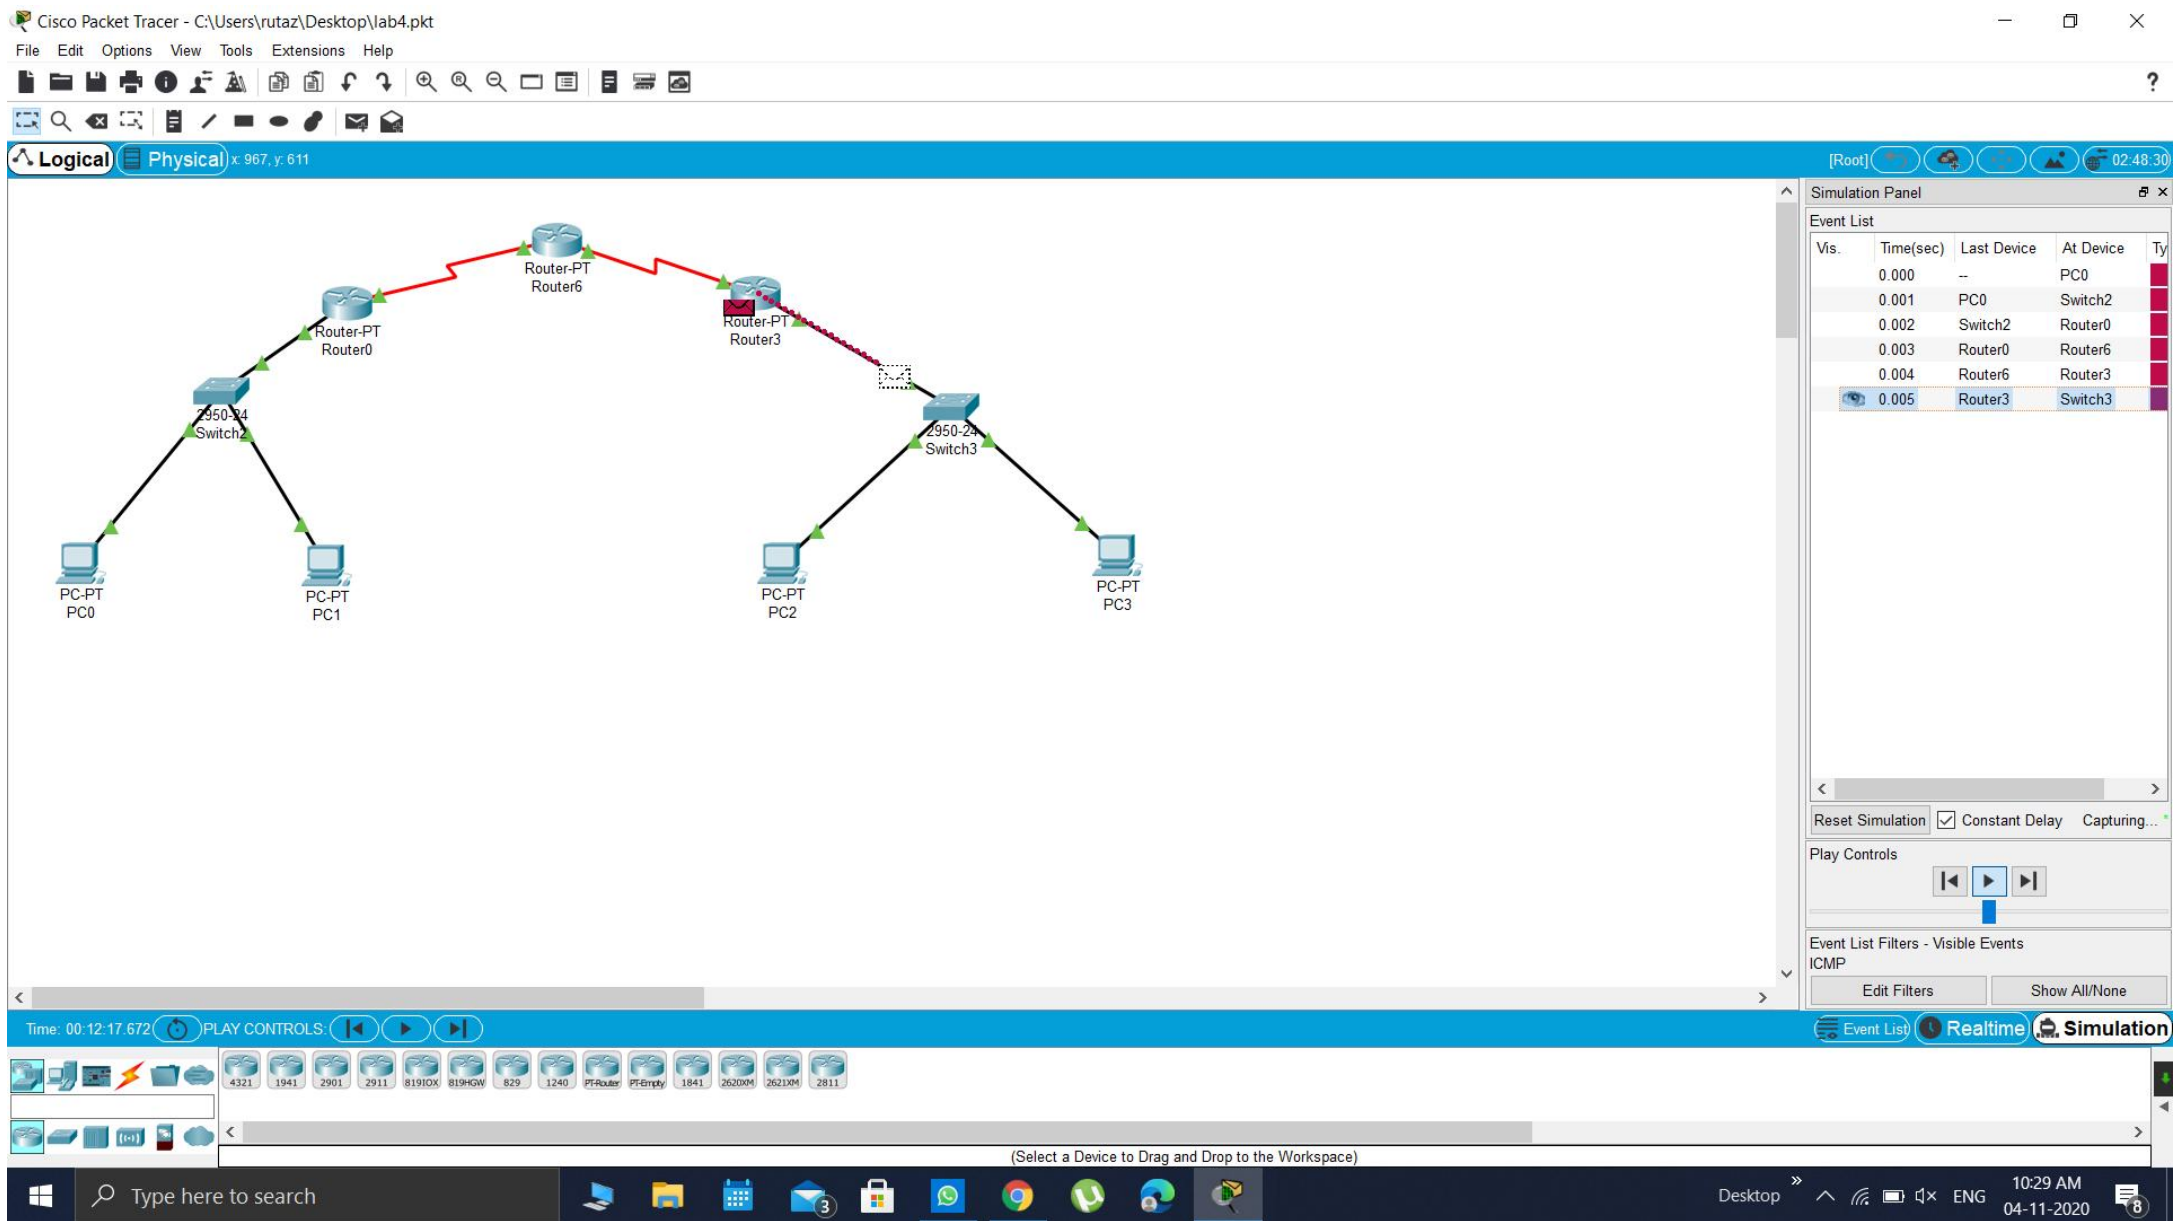 Cisco Packet Tracer - C:\Users\rutaz\Desktop\lab4.pkt
File Edit Options View Tools Extensions Help
?
Logical Physical x: 967, y: 611 [Root] 02:48:30
Simulation Panel
Event List
Vis. Time(sec) Last Device At Device Ty
0.000 -- PC0
0.001 PC0 Switch2
0.002 Switch2 Router0
0.003 Router0 Router6
0.004 Router6 Router3
0.005 Router3 Switch3
Router-PT
Router6
Router-PT
Router0
Router-PT
Router3
2950-24
Switch2
2950-24
Switch3
PC-PT
PC0
PC-PT
PC1
PC-PT
PC2
PC-PT
PC3
Reset Simulation Constant Delay Capturing...
Play Controls
Event List Filters - Visible Events
ICMP
Edit Filters Show All/None
Time: 00:12:17.672 PLAY CONTROLS: Event List Realtime Simulation
4321 1941 2901 2911 819IOX 819HGW 829 1240 PT-Router PT-Empty 1841 2620XM 2621XM 2811
(Select a Device to Drag and Drop to the Workspace)
Type here to search 3 Desktop ENG 10:29 AM
04-11-2020 8